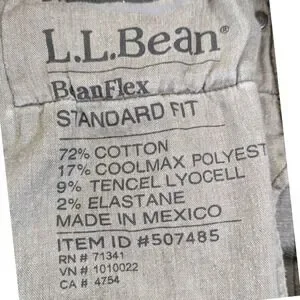 L.L.Bean®
BeanFlex
STANDARD FIT
72% COTTON
17% COOLMAX POLYEST
9% TENCEL LYOCELL
2% ELASTANE
MADE IN MEXICO
ITEM ID #507485
RN # 71341
VN # 1010022
CA # 4754